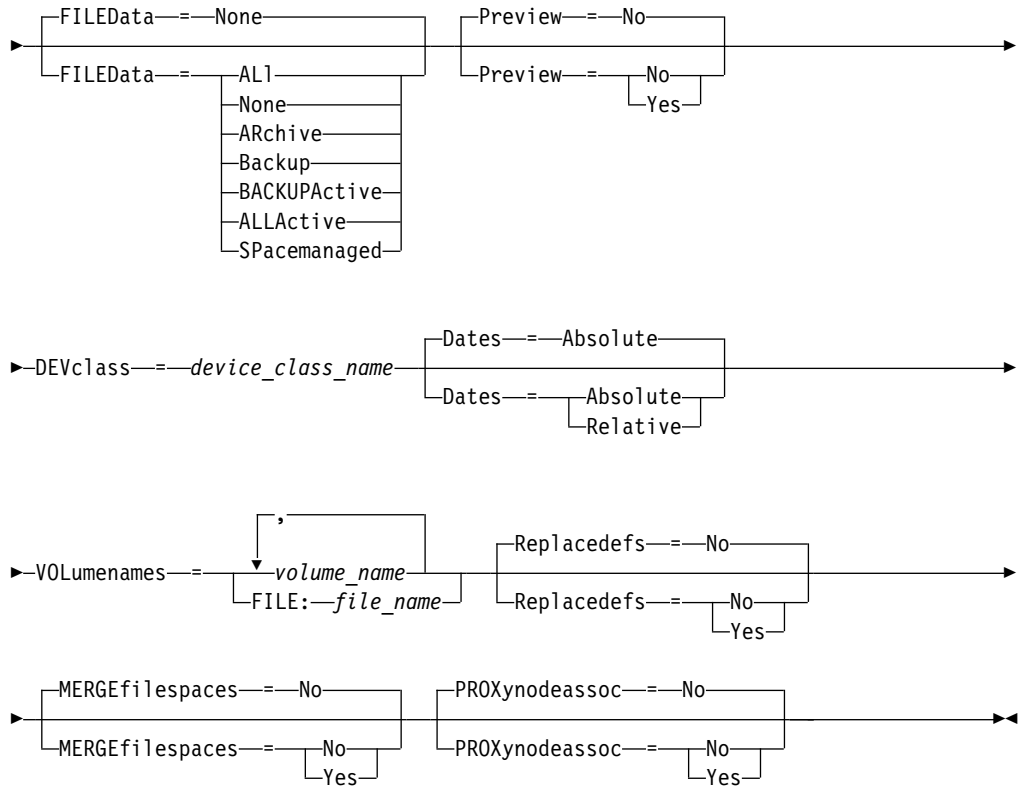 FILEData = None Preview = No
FILEData = ALl Preview = No
None Yes
ARchive
Backup
BACKUPActive
ALLActive
SPacemanaged
Dates = Absolute
DEVclass = device_class_name
Dates = Absolute
Relative
,
Replacedefs = No
VOLumenames = volume_name
FILE: file_name Replacedefs = No
Yes
MERGEfilespaces = No PROXynodeassoc = No
MERGEfilespaces = No PROXynodeassoc = No
Yes Yes